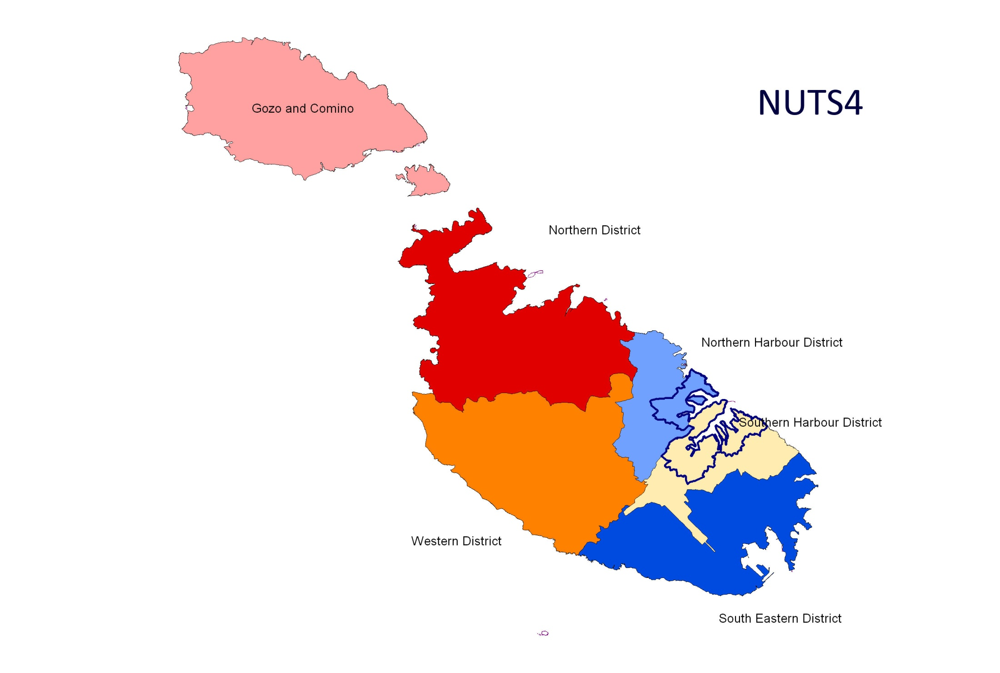 NUTS4
Gozo and Comino
Northern District
Northern Harbour District
Southern Harbour District
Western District
South Eastern District